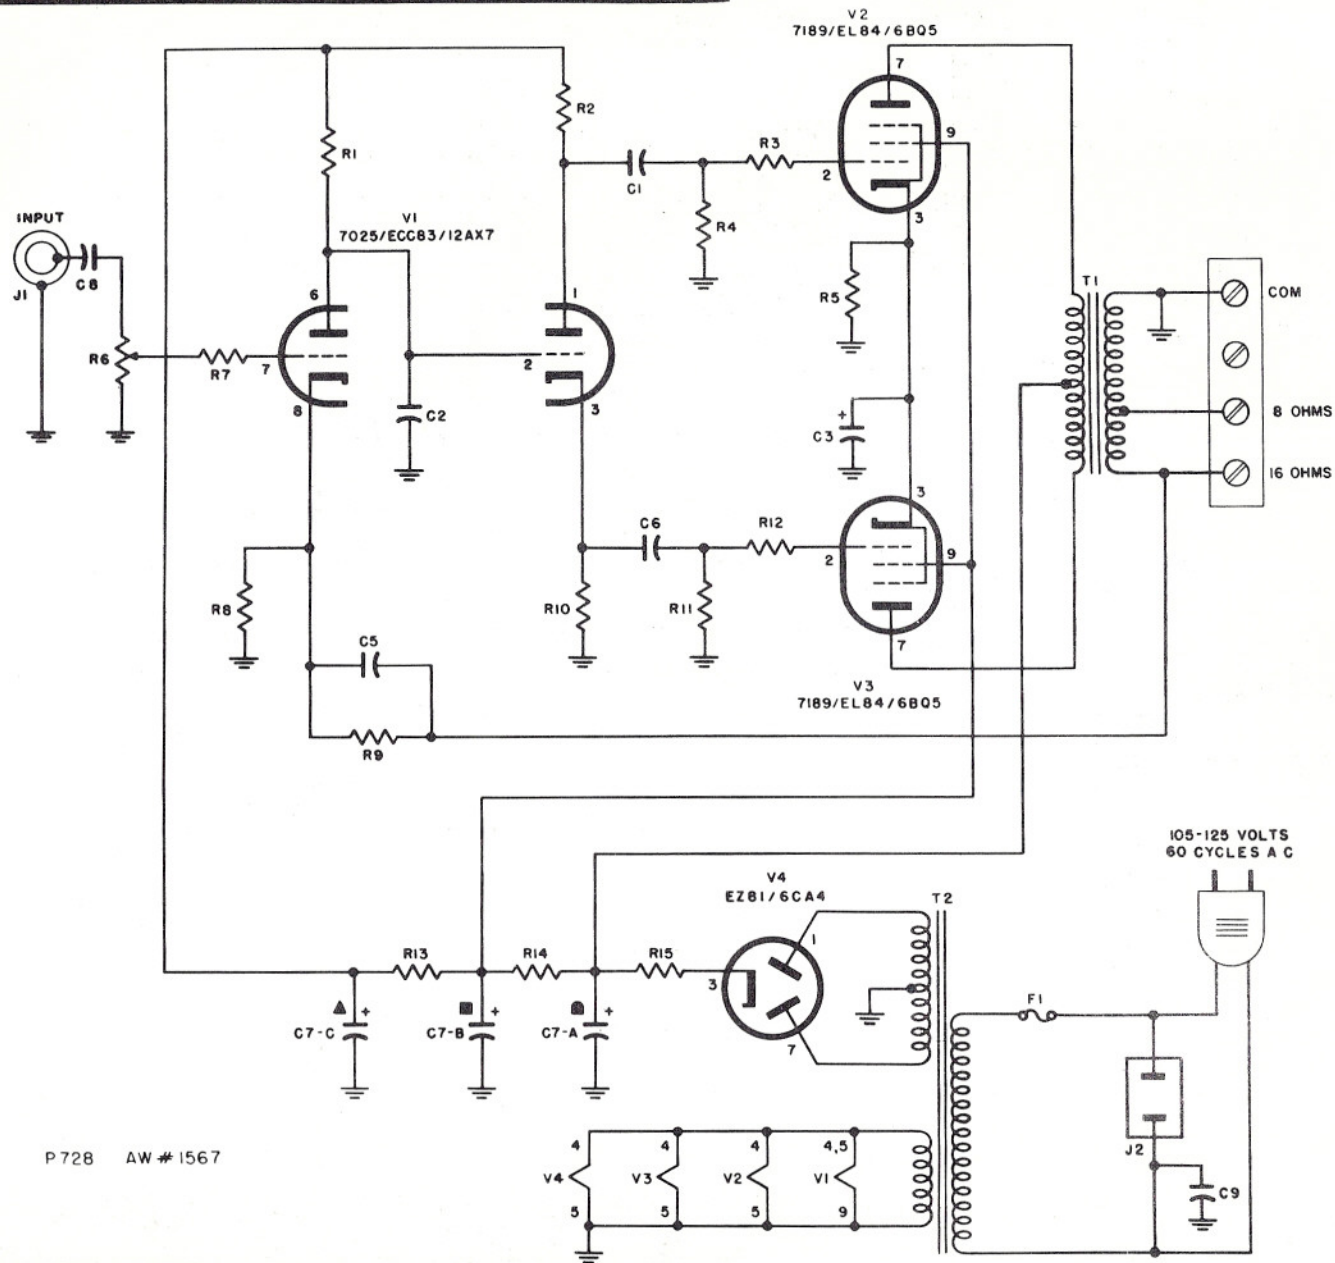 V2
7189/EL84/6BQ5
7
R2
9
R3
R1
C1
2
INPUT
V1
7025/ECC83/12AX7
R4
3
C8
J1
R5
T1
COM
6
1
R6
R7
7
2
8
3
C2
+
C3
8 OHMS
3
16 OHMS
C6
R12
2
9
R8
R10
R11
C5
7
V3
7189/EL84/6BQ5
R9
105-125 VOLTS
60 CYCLES A C
V4
EZ81/6CA4
T2
1
R13
R14
R15
3
F1
+
+
+
C7-C
C7-B
C7-A
7
J2
4
4
4
4,5
P728 AW#1567
V4
V3
V2
V1
C9
5
5
5
9